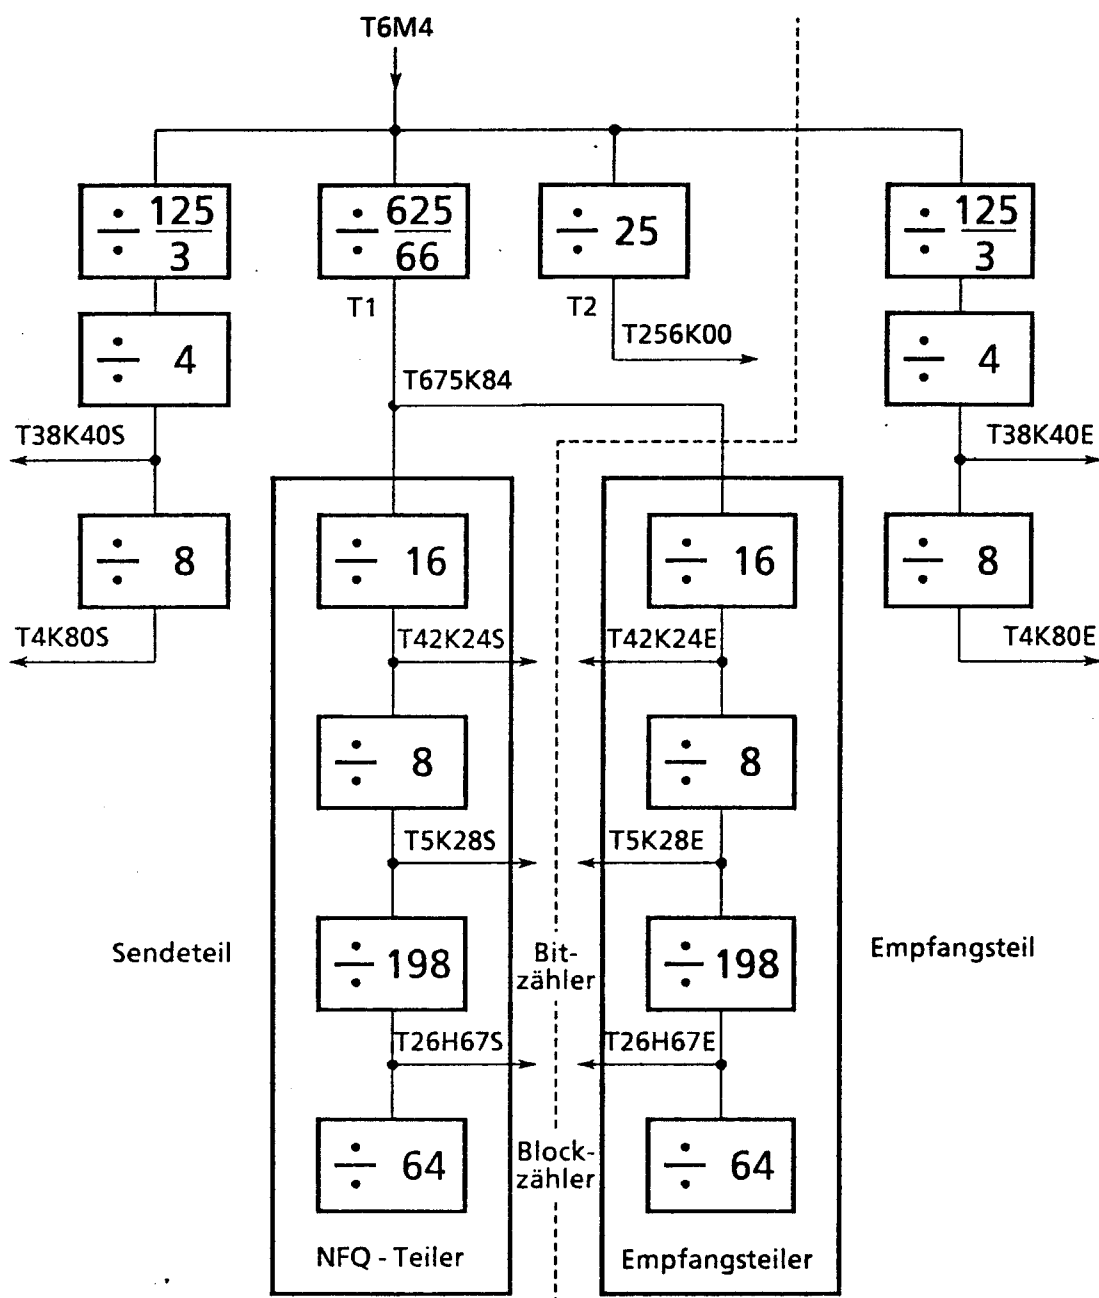 T6M4
÷ 125/3
÷ 625/66
÷ 25
÷ 125/3
T1
T2
T256K00
÷ 4
÷ 4
T675K84
T38K40S
T38K40E
÷ 8
÷ 16
÷ 16
÷ 8
T4K80S
T42K24S
T42K24E
T4K80E
÷ 8
÷ 8
T5K28S
T5K28E
Sendeteil
÷ 198
Bit-
zähler
÷ 198
Empfangsteil
T26H67S
T26H67E
÷ 64
Block-
zähler
÷ 64
NFQ - Teiler
Empfangsteiler